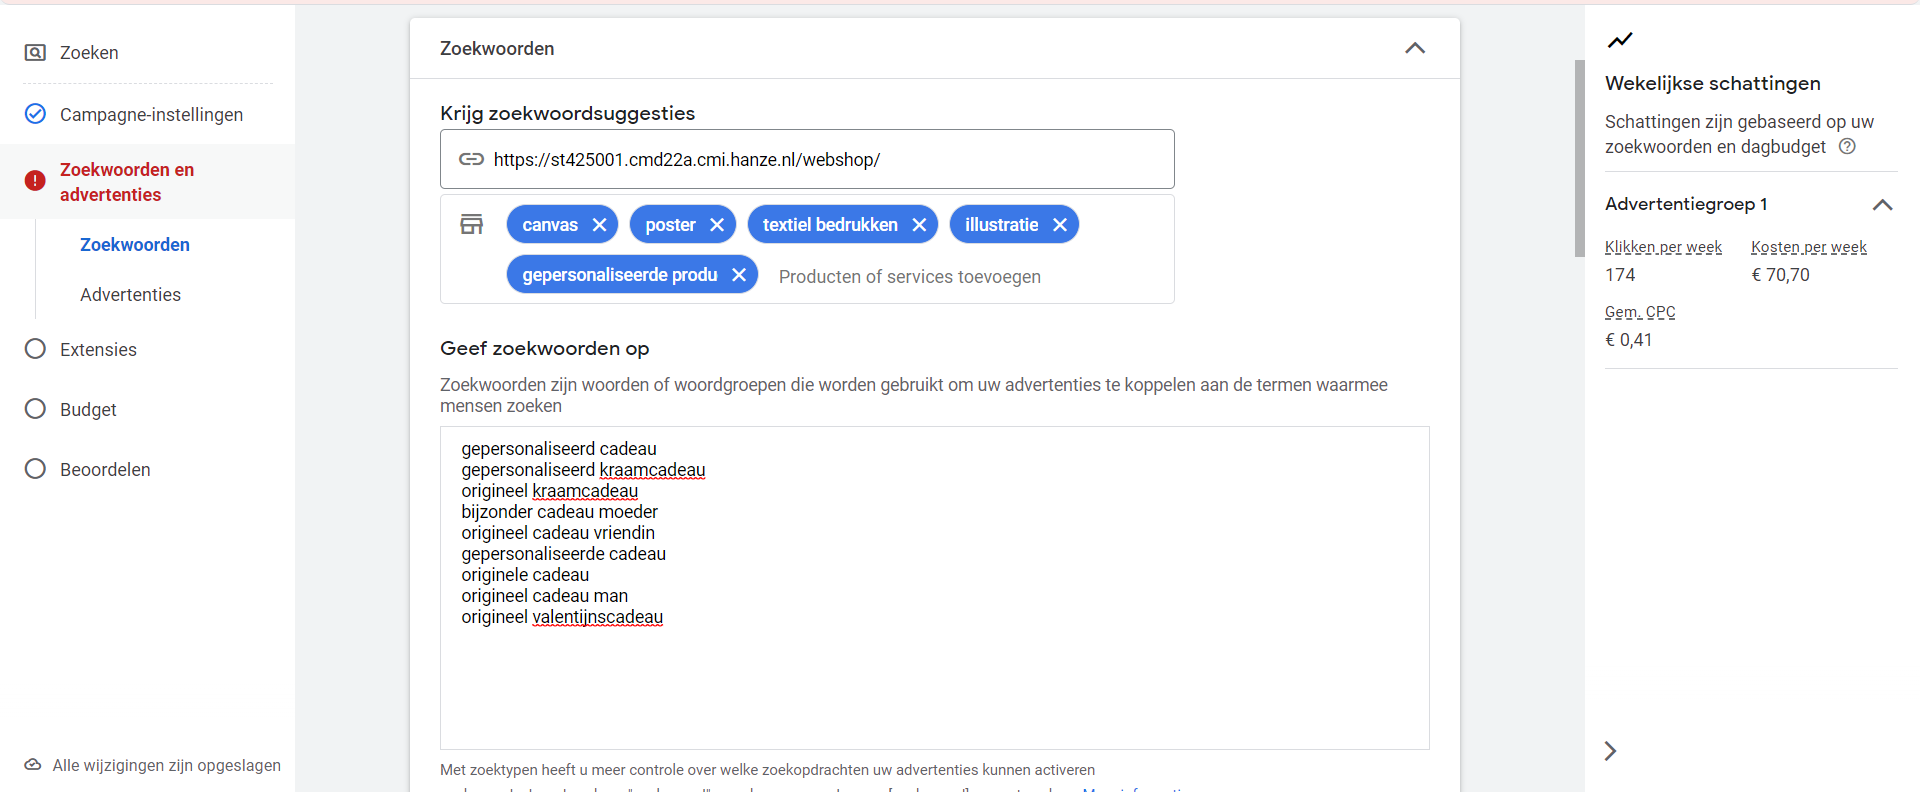 Zoeken
Campagne-instellingen
Zoekwoorden en
advertenties
Zoekwoorden
Advertenties
Extensies
Budget
Beoordelen
Alle wijzigingen zijn opgeslagen
Zoekwoorden
Krijg zoekwoordsuggesties
https://st425001.cmd22a.cmi.hanze.nl/webshop/
canvas poster textiel bedrukken illustratie
gepersonaliseerde produ Producten of services toevoegen
Geef zoekwoorden op
Zoekwoorden zijn woorden of woordgroepen die worden gebruikt om uw advertenties te koppelen aan de termen waarmee
mensen zoeken
gepersonaliseerd cadeau
gepersonaliseerd kraamcadeau
origineel kraamcadeau
bijzonder cadeau moeder
origineel cadeau vriendin
gepersonaliseerde cadeau
originele cadeau
origineel cadeau man
origineel valentijnscadeau
Met zoektypen heeft u meer controle over welke zoekopdrachten uw advertenties kunnen activeren
Wekelijkse schattingen
Schattingen zijn gebaseerd op uw
zoekwoorden en dagbudget
Advertentiegroep 1
Klikken per week Kosten per week
174 € 70,70
Gem. CPC
€ 0,41